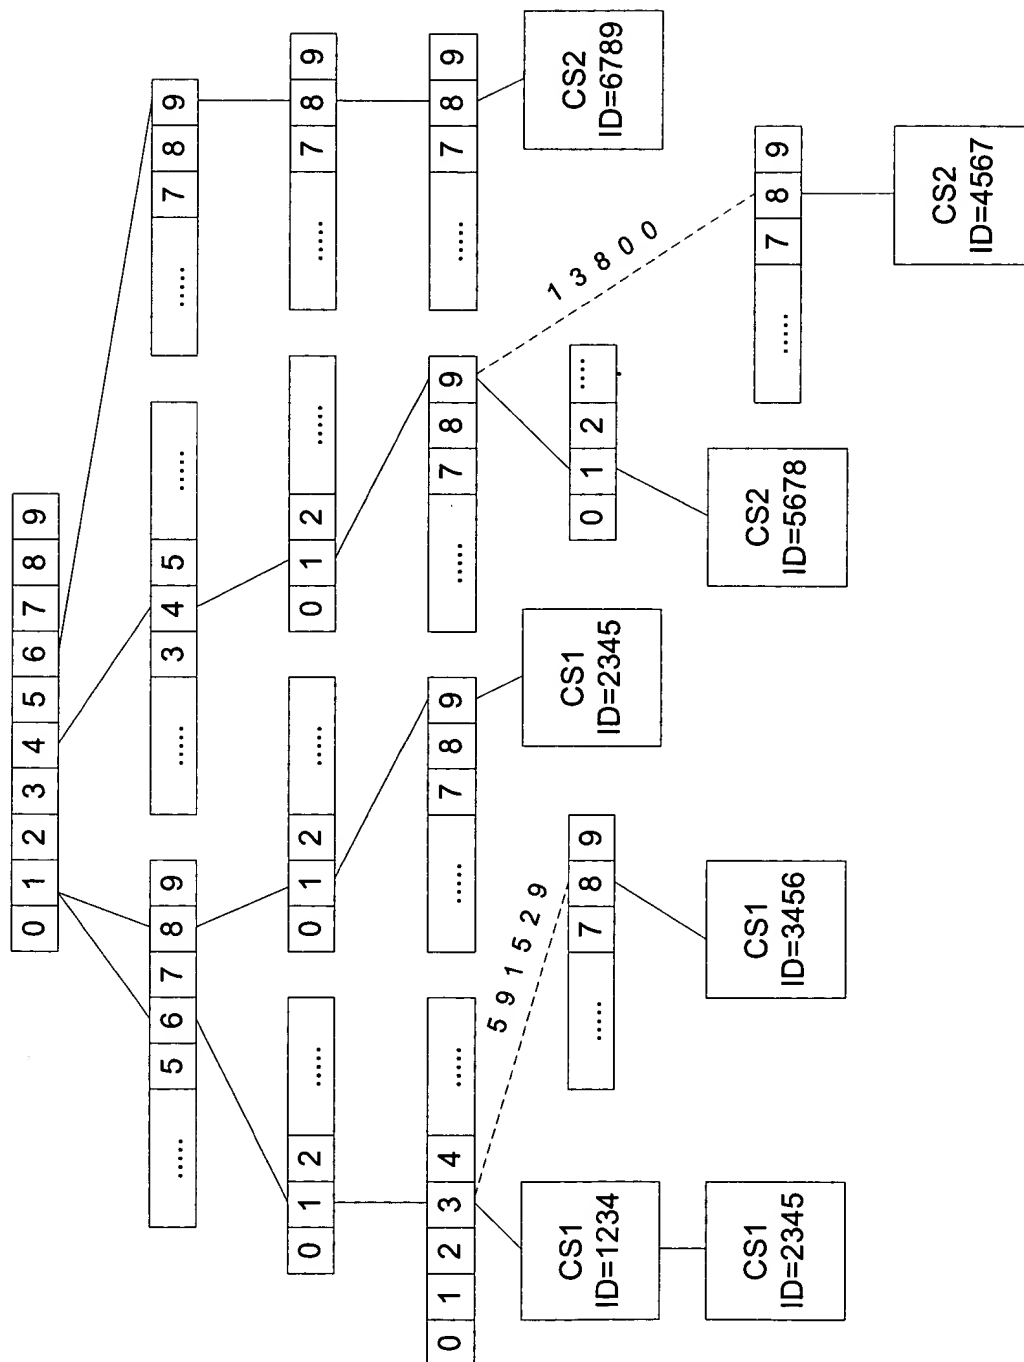 0 1 2 3 4 5 6 7 8 9
..... 5 6 7 8 9
..... 3 4 5 .....
..... 7 8 9
0 1 2 .....
0 1 2 .....
0 1 2 .....
..... 7 8 9
0 1 2 3 4 .....
..... 7 8 9
..... 7 8 9
..... 7 8 9
5 9 1 5 2 9
CS1
ID=1234
CS1
ID=2345
CS2
ID=6789
1 3 8 0 0
..... 7 8 9
0 1 2 ....
CS1
ID=2345
CS1
ID=3456
CS2
ID=5678
..... 7 8 9
CS2
ID=4567